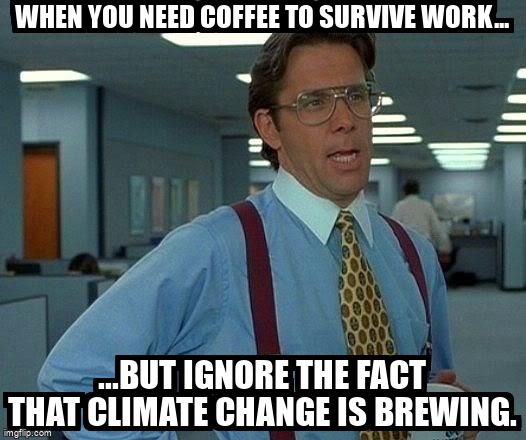 WHEN YOU NEED COFFEE TO SURVIVE WORK...
...BUT IGNORE THE FACT
THAT CLIMATE CHANGE IS BREWING.
imgflip.com